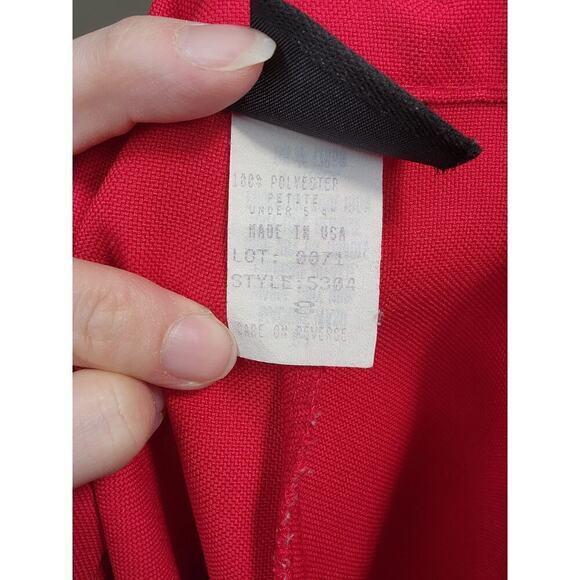 100% POLYESTER
PETITE
UNDER 5'4
MADE IN USA
LOT: 0071
STYLE:5304
8
CARE ON REVERSE